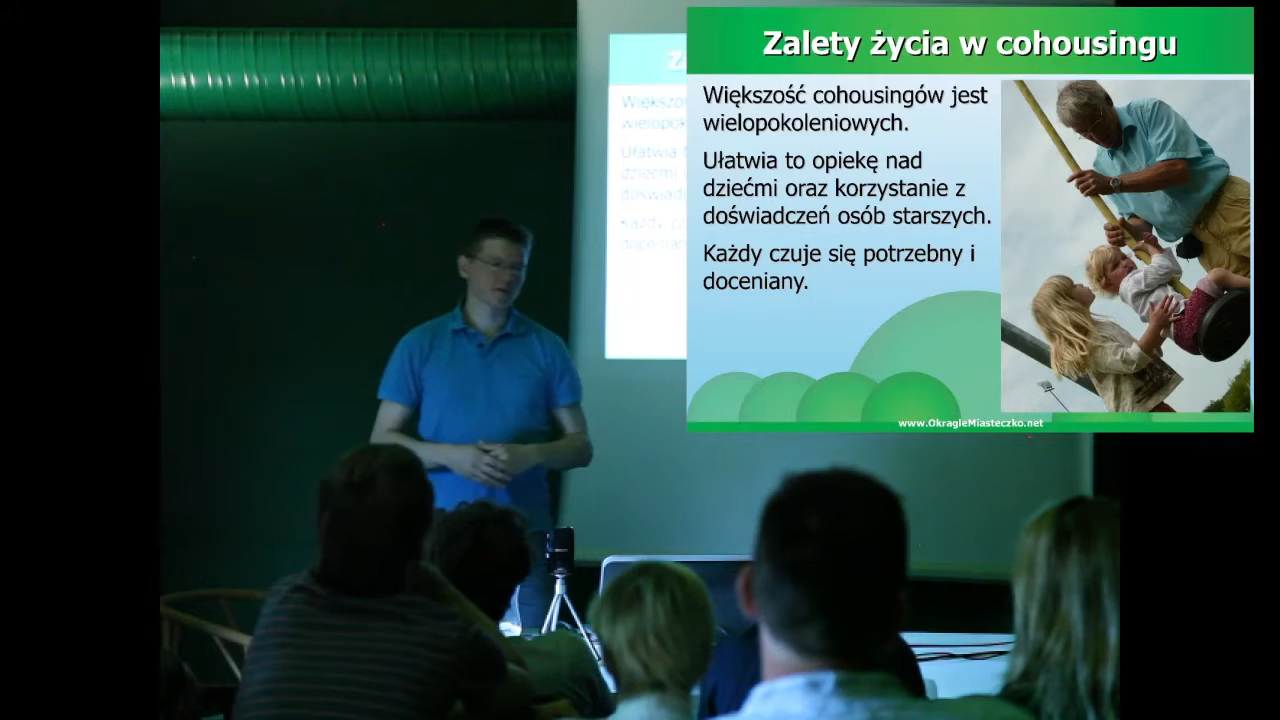 Zalety życia w cohousingu
Większość cohousingów jest
wielopokoleniowych.
Ułatwia to opiekę nad
dziećmi oraz korzystanie z
doświadczeń osób starszych.
Każdy czuje się potrzebny i
doceniany.
www.OkragleMiasteczko.net